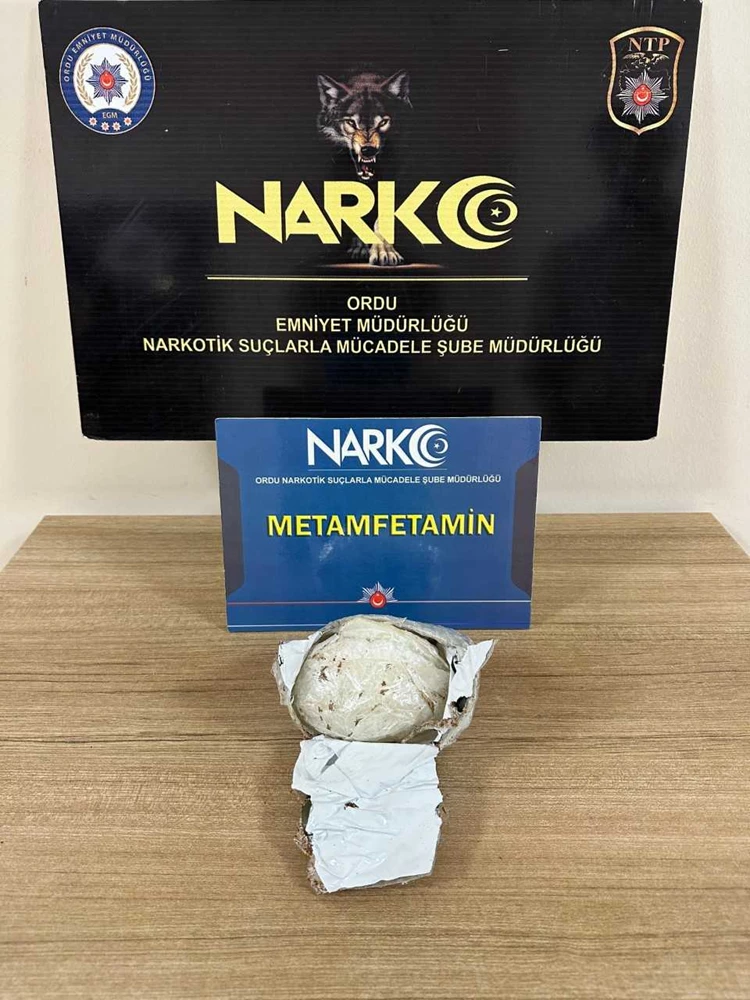 ORDU EMNİYET MÜDÜRLÜĞÜ
EGM
NTP
NARKO
ORDU
EMNİYET MÜDÜRLÜĞÜ
NARKOTİK SUÇLARLA MÜCADELE ŞUBE MÜDÜRLÜĞÜ
NARKO
ORDU NARKOTİK SUÇLARLA MÜCADELE ŞUBE MÜDÜRLÜĞÜ
METAMFETAMİN